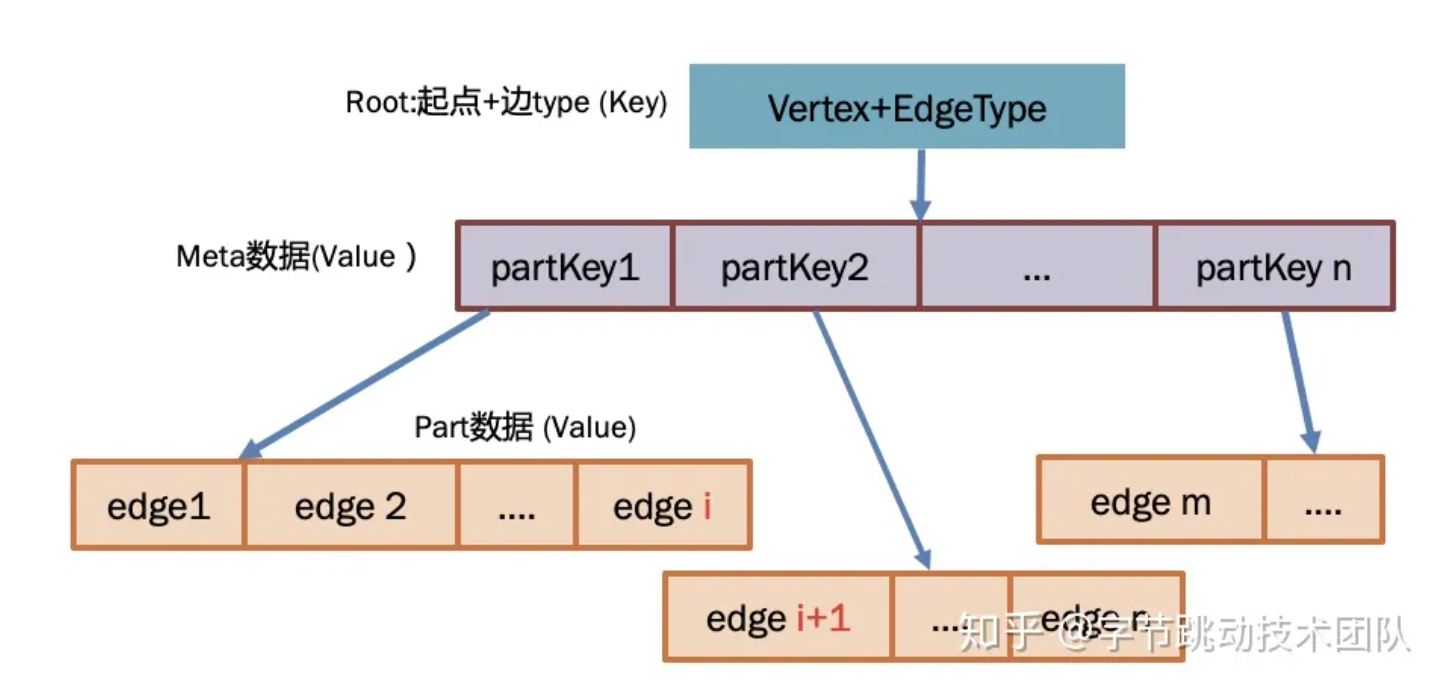 Root:起点+边type (Key)
Vertex+EdgeType
Meta数据(Value )
partKey1 partKey2 ... partKey n
Part数据 (Value)
edge1 edge 2 .... edge i
edge m ....
edge i+1 .... edge n
知乎 @字节跳动技术团队